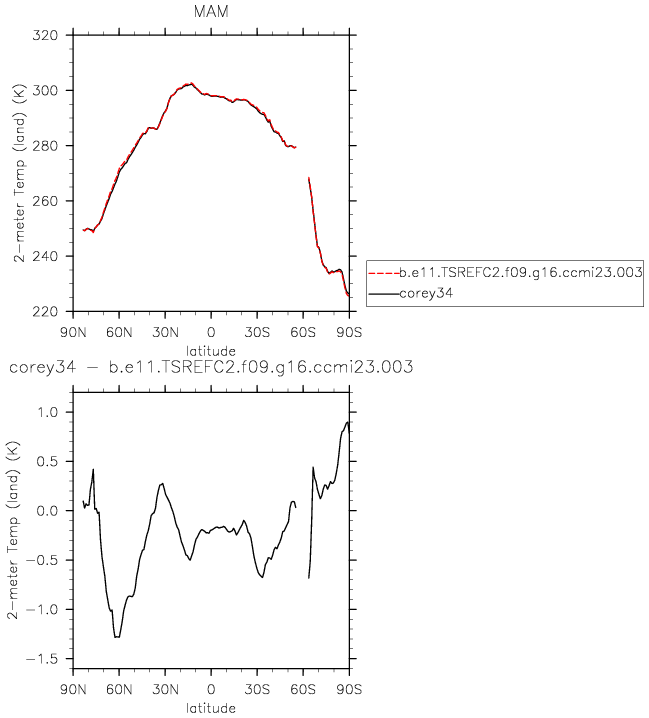 MAM
320
300
280
260
240
220
2-meter Temp (land) (K)
90N 60N 30N 0 30S 60S 90S
latitude
b.e11.TSREFC2.f09.g16.ccmi23.003
corey34
corey34 - b.e11.TSREFC2.f09.g16.ccmi23.003
1.0
0.5
0.0
-0.5
-1.0
-1.5
2-meter Temp (land) (K)
90N 60N 30N 0 30S 60S 90S
latitude